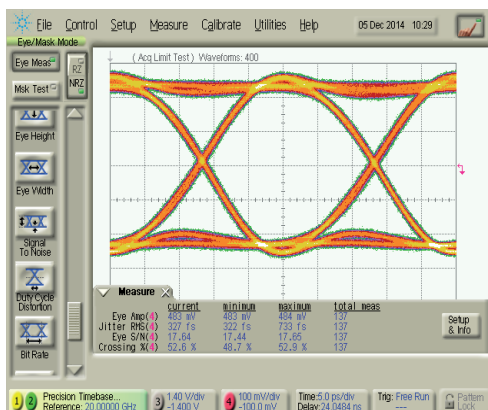 File Control Setup Measure Calibrate Utilities Help 05 Dec 2014 10:29
Eye/Mask Mode
Eye Meas
RZ
NRZ
Msk Test
( Acq Limit Test ) Waveforms: 400
Eye Height
Eye Width
Signal
To Noise
Duty Cycle
Distortion
Bit Rate
Measure
current minimum maximum total meas
Eye Amp(4) 483 mV 483 mV 484 mV 137
Jitter RMS(4) 327 fs 322 fs 733 fs 137
Eye S/N(4) 17.64 17.44 17.65 137
Crossing %(4) 52.6 % 48.7 % 52.9 % 137
Setup
& Info
1 2 Precision Timebase...
Reference: 20.00000 GHz
3 1.40 V/div
-1.400 V
4 100 mV/div
-100.0 mV
Time:5.0 ps/div
Delay:24.0484 ns
Trig: Free Run
Pattern
Lock